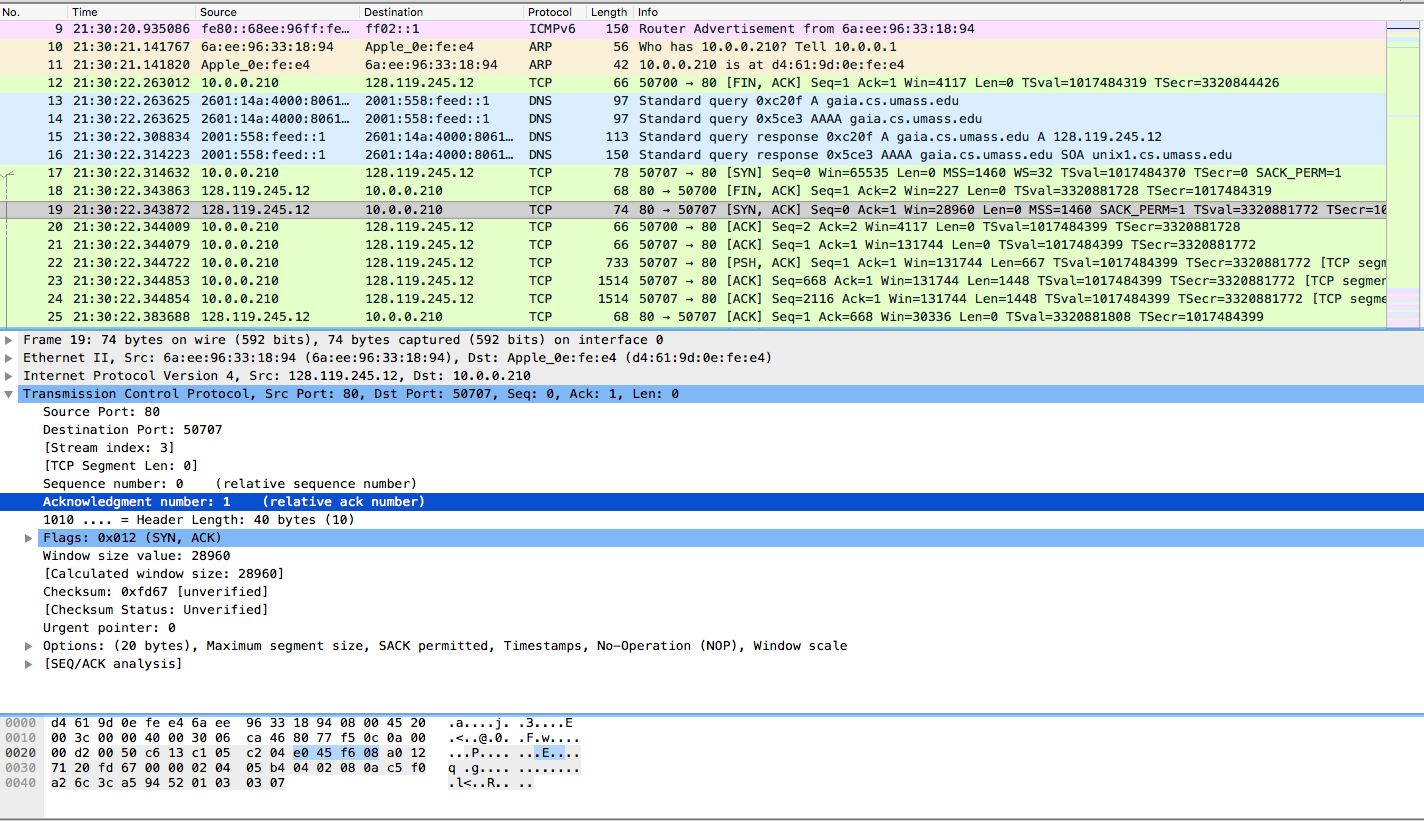 No. Time Source Destination Protocol Length Info
9 21:30:20.935086 fe80::68ee:96ff:fe… ff02::1 ICMPv6 150 Router Advertisement from 6a:ee:96:33:18:94
10 21:30:21.141767 6a:ee:96:33:18:94 Apple_0e:fe:e4 ARP 56 Who has 10.0.0.210? Tell 10.0.0.1
11 21:30:21.141820 Apple_0e:fe:e4 6a:ee:96:33:18:94 ARP 42 10.0.0.210 is at d4:61:9d:0e:fe:e4
12 21:30:22.263012 10.0.0.210 128.119.245.12 TCP 66 50700 → 80 [FIN, ACK] Seq=1 Ack=1 Win=4117 Len=0 TSval=1017484319 TSecr=3320844426
13 21:30:22.263625 2601:14a:4000:8061… 2001:558:feed::1 DNS 97 Standard query 0xc20f A gaia.cs.umass.edu
14 21:30:22.263625 2601:14a:4000:8061… 2001:558:feed::1 DNS 97 Standard query 0x5ce3 AAAA gaia.cs.umass.edu
15 21:30:22.308834 2001:558:feed::1 2601:14a:4000:8061… DNS 113 Standard query response 0xc20f A gaia.cs.umass.edu A 128.119.245.12
16 21:30:22.314223 2001:558:feed::1 2601:14a:4000:8061… DNS 150 Standard query response 0x5ce3 AAAA gaia.cs.umass.edu SOA unix1.cs.umass.edu
17 21:30:22.314632 10.0.0.210 128.119.245.12 TCP 78 50707 → 80 [SYN] Seq=0 Win=65535 Len=0 MSS=1460 WS=32 TSval=1017484370 TSecr=0 SACK_PERM=1
18 21:30:22.343863 128.119.245.12 10.0.0.210 TCP 68 80 → 50700 [FIN, ACK] Seq=1 Ack=2 Win=227 Len=0 TSval=3320881728 TSecr=1017484319
19 21:30:22.343872 128.119.245.12 10.0.0.210 TCP 74 80 → 50707 [SYN, ACK] Seq=0 Ack=1 Win=28960 Len=0 MSS=1460 SACK_PERM=1 TSval=3320881772 TSecr=10
20 21:30:22.344009 10.0.0.210 128.119.245.12 TCP 66 50700 → 80 [ACK] Seq=2 Ack=2 Win=4117 Len=0 TSval=1017484399 TSecr=3320881728
21 21:30:22.344079 10.0.0.210 128.119.245.12 TCP 66 50707 → 80 [ACK] Seq=1 Ack=1 Win=131744 Len=0 TSval=1017484399 TSecr=3320881772
22 21:30:22.344722 10.0.0.210 128.119.245.12 TCP 733 50707 → 80 [PSH, ACK] Seq=1 Ack=1 Win=131744 Len=667 TSval=1017484399 TSecr=3320881772 [TCP segm
23 21:30:22.344853 10.0.0.210 128.119.245.12 TCP 1514 50707 → 80 [ACK] Seq=668 Ack=1 Win=131744 Len=1448 TSval=1017484399 TSecr=3320881772 [TCP segmen
24 21:30:22.344854 10.0.0.210 128.119.245.12 TCP 1514 50707 → 80 [ACK] Seq=2116 Ack=1 Win=131744 Len=1448 TSval=1017484399 TSecr=3320881772 [TCP segme
25 21:30:22.383688 128.119.245.12 10.0.0.210 TCP 68 80 → 50707 [ACK] Seq=1 Ack=668 Win=30336 Len=0 TSval=3320881808 TSecr=1017484399
Frame 19: 74 bytes on wire (592 bits), 74 bytes captured (592 bits) on interface 0
Ethernet II, Src: 6a:ee:96:33:18:94 (6a:ee:96:33:18:94), Dst: Apple_0e:fe:e4 (d4:61:9d:0e:fe:e4)
Internet Protocol Version 4, Src: 128.119.245.12, Dst: 10.0.0.210
Transmission Control Protocol, Src Port: 80, Dst Port: 50707, Seq: 0, Ack: 1, Len: 0
Source Port: 80
Destination Port: 50707
[Stream index: 3]
[TCP Segment Len: 0]
Sequence number: 0 (relative sequence number)
Acknowledgment number: 1 (relative ack number)
1010 .... = Header Length: 40 bytes (10)
Flags: 0x012 (SYN, ACK)
Window size value: 28960
[Calculated window size: 28960]
Checksum: 0xfd67 [unverified]
[Checksum Status: Unverified]
Urgent pointer: 0
Options: (20 bytes), Maximum segment size, SACK permitted, Timestamps, No-Operation (NOP), Window scale
[SEQ/ACK analysis]
0000 d4 61 9d 0e fe e4 6a ee 96 33 18 94 08 00 45 20 .a....j. .3....E
0010 00 3c 00 00 40 00 30 06 ca 46 80 77 f5 0c 0a 00 .<..@.0. .F.w....
0020 00 d2 00 50 c6 13 c1 05 c2 04 e0 45 f6 08 a0 12 ...P.... ...E....
0030 71 20 fd 67 00 00 02 04 05 b4 04 02 08 0a c5 f0 q .g.... ........
0040 a2 6c 3c a5 94 52 01 03 03 07 .l<..R.. ..